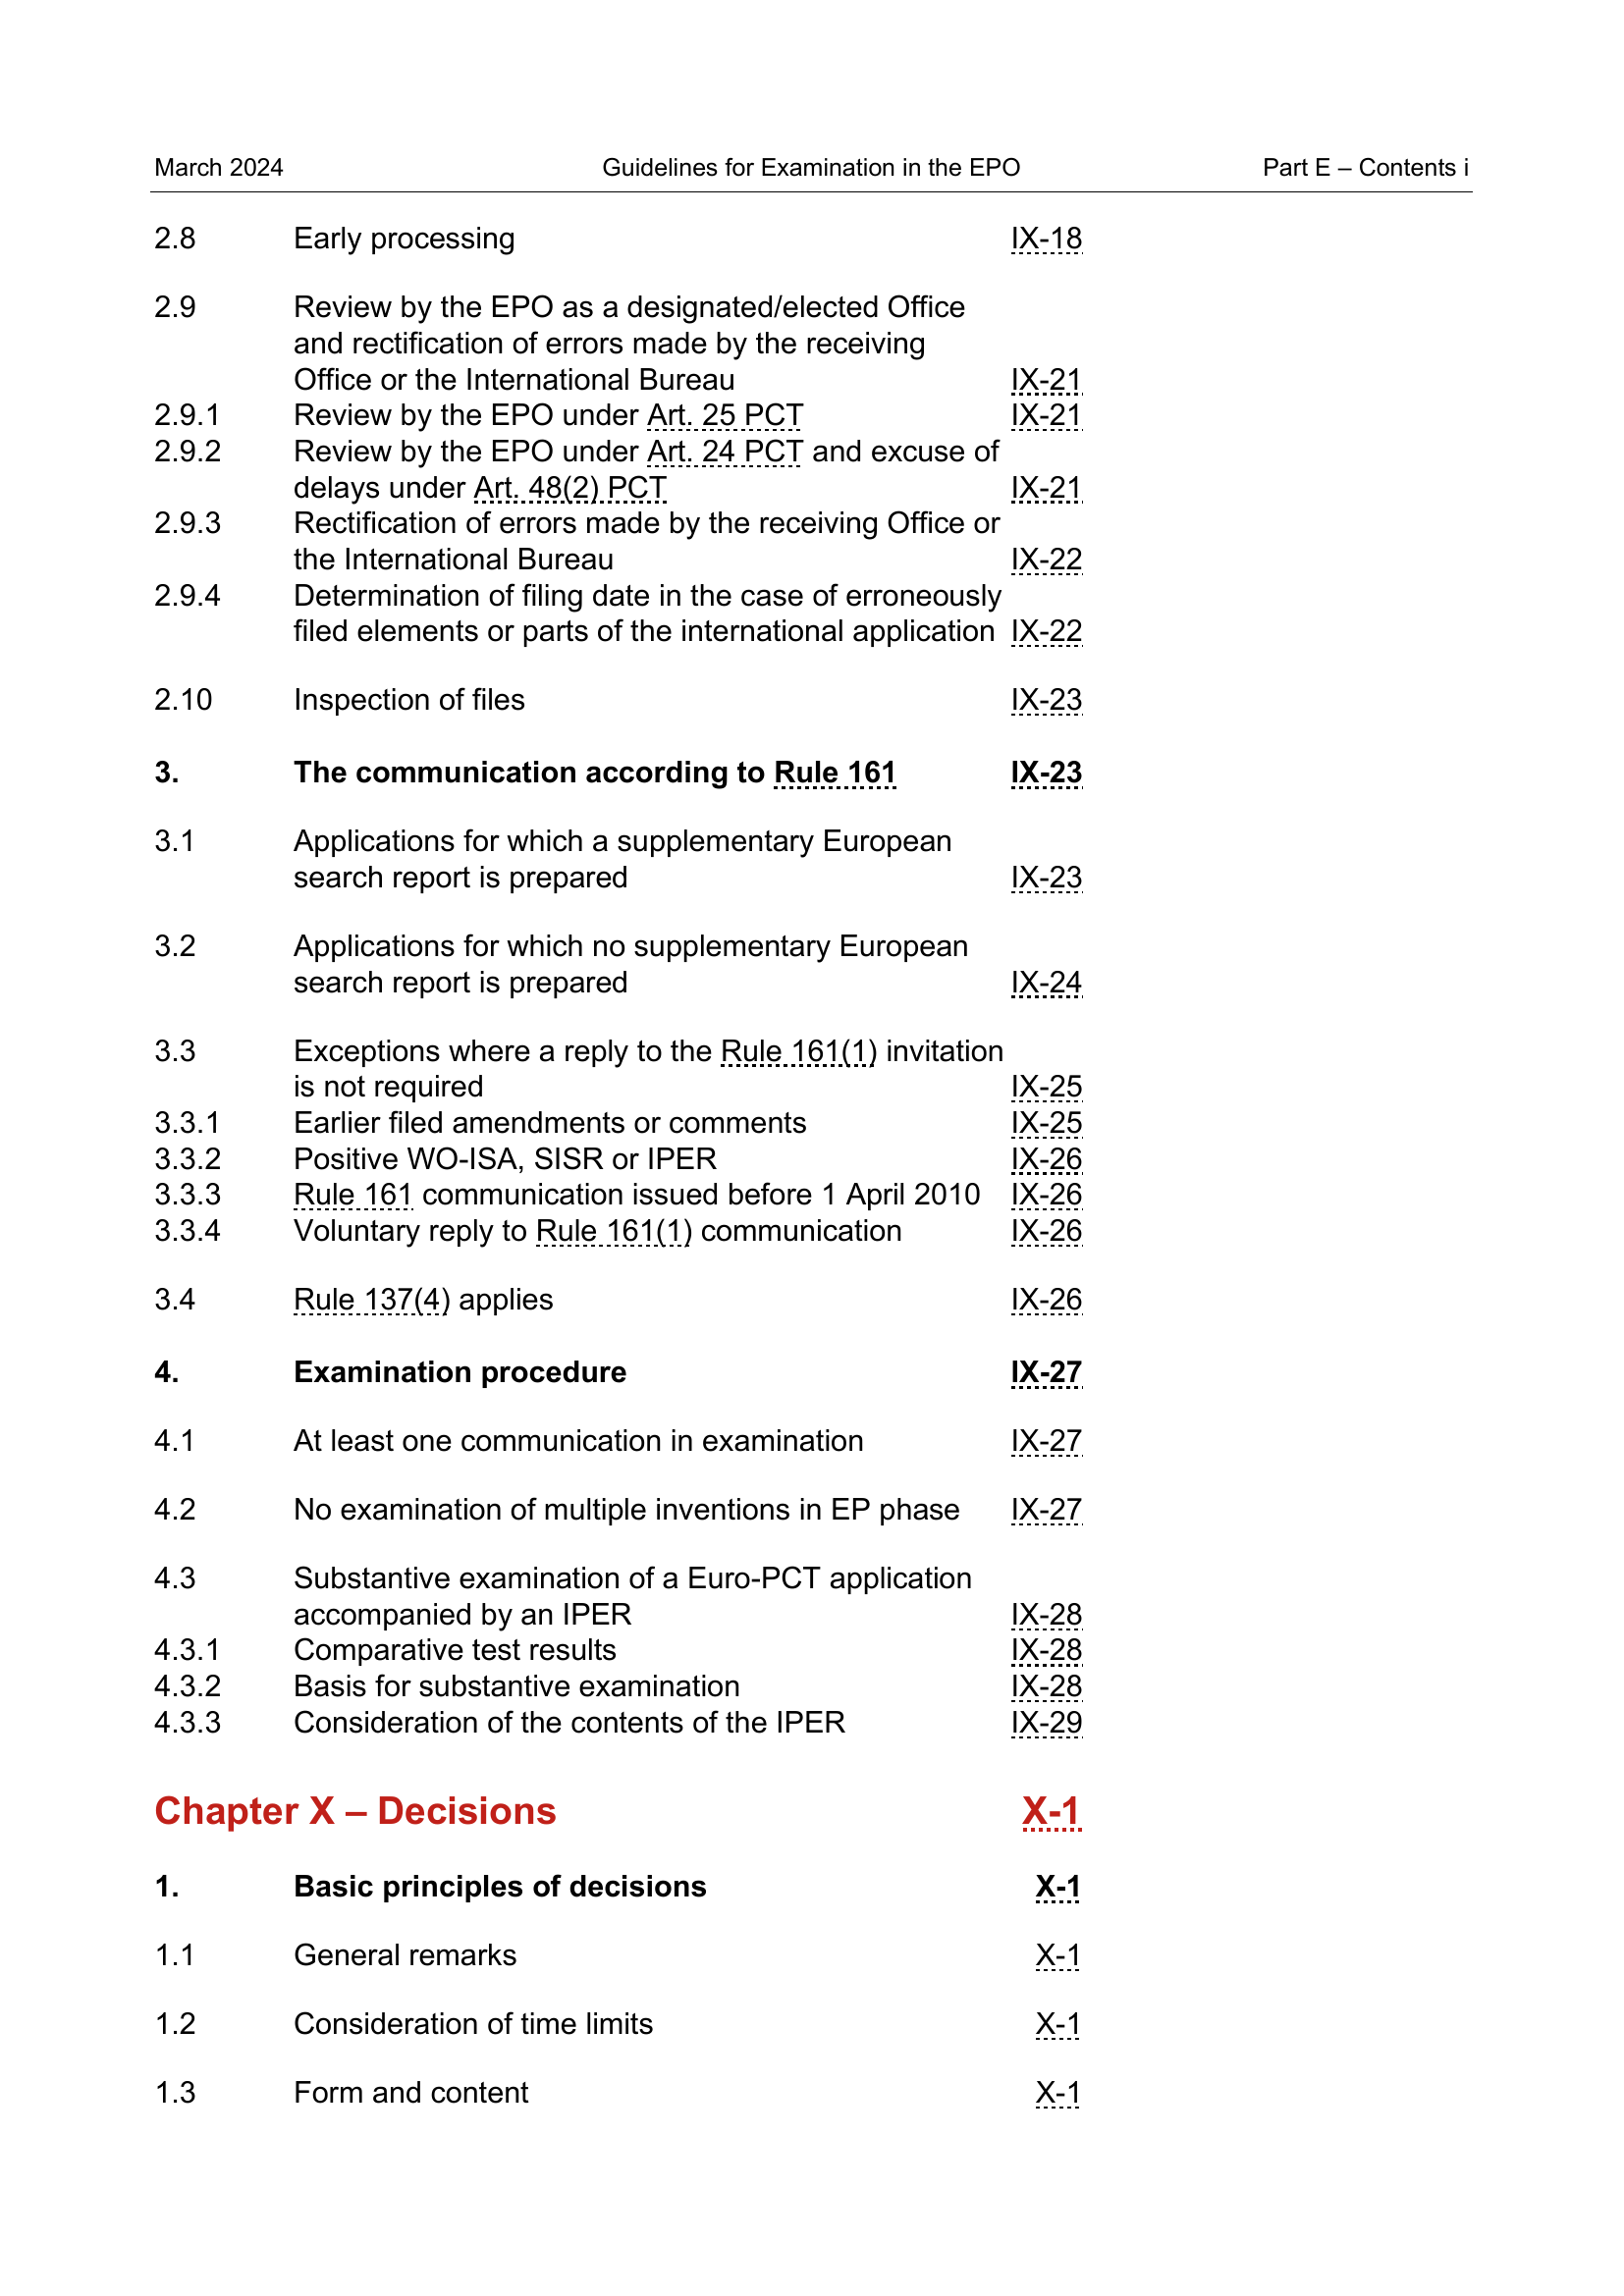 March 2024 Guidelines for Examination in the EPO Part E – Contents i
2.8 Early processing IX-18
2.9 Review by the EPO as a designated/elected Office
and rectification of errors made by the receiving
Office or the International Bureau IX-21
2.9.1 Review by the EPO under Art. 25 PCT IX-21
2.9.2 Review by the EPO under Art. 24 PCT and excuse of
delays under Art. 48(2) PCT IX-21
2.9.3 Rectification of errors made by the receiving Office or
the International Bureau IX-22
2.9.4 Determination of filing date in the case of erroneously
filed elements or parts of the international application IX-22
2.10 Inspection of files IX-23
3. The communication according to Rule 161 IX-23
3.1 Applications for which a supplementary European
search report is prepared IX-23
3.2 Applications for which no supplementary European
search report is prepared IX-24
3.3 Exceptions where a reply to the Rule 161(1) invitation
is not required IX-25
3.3.1 Earlier filed amendments or comments IX-25
3.3.2 Positive WO-ISA, SISR or IPER IX-26
3.3.3 Rule 161 communication issued before 1 April 2010 IX-26
3.3.4 Voluntary reply to Rule 161(1) communication IX-26
3.4 Rule 137(4) applies IX-26
4. Examination procedure IX-27
4.1 At least one communication in examination IX-27
4.2 No examination of multiple inventions in EP phase IX-27
4.3 Substantive examination of a Euro-PCT application
accompanied by an IPER IX-28
4.3.1 Comparative test results IX-28
4.3.2 Basis for substantive examination IX-28
4.3.3 Consideration of the contents of the IPER IX-29
Chapter X – Decisions X-1
1. Basic principles of decisions X-1
1.1 General remarks X-1
1.2 Consideration of time limits X-1
1.3 Form and content X-1